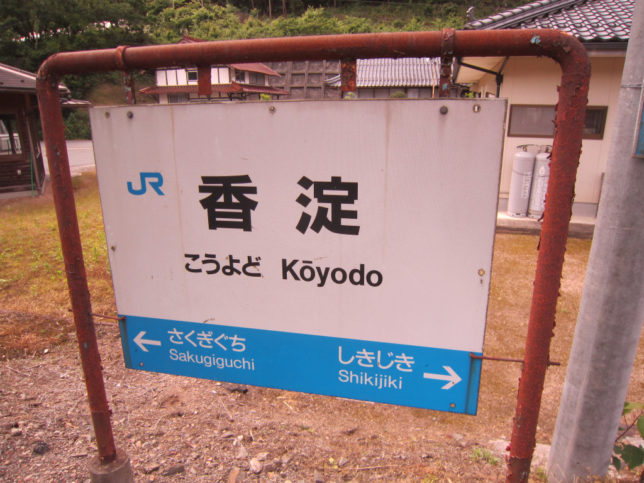 JR
香淀
こうよど Kōyodo
← さくぎぐち
Sakugiguchi
しきじき →
Shikijiki